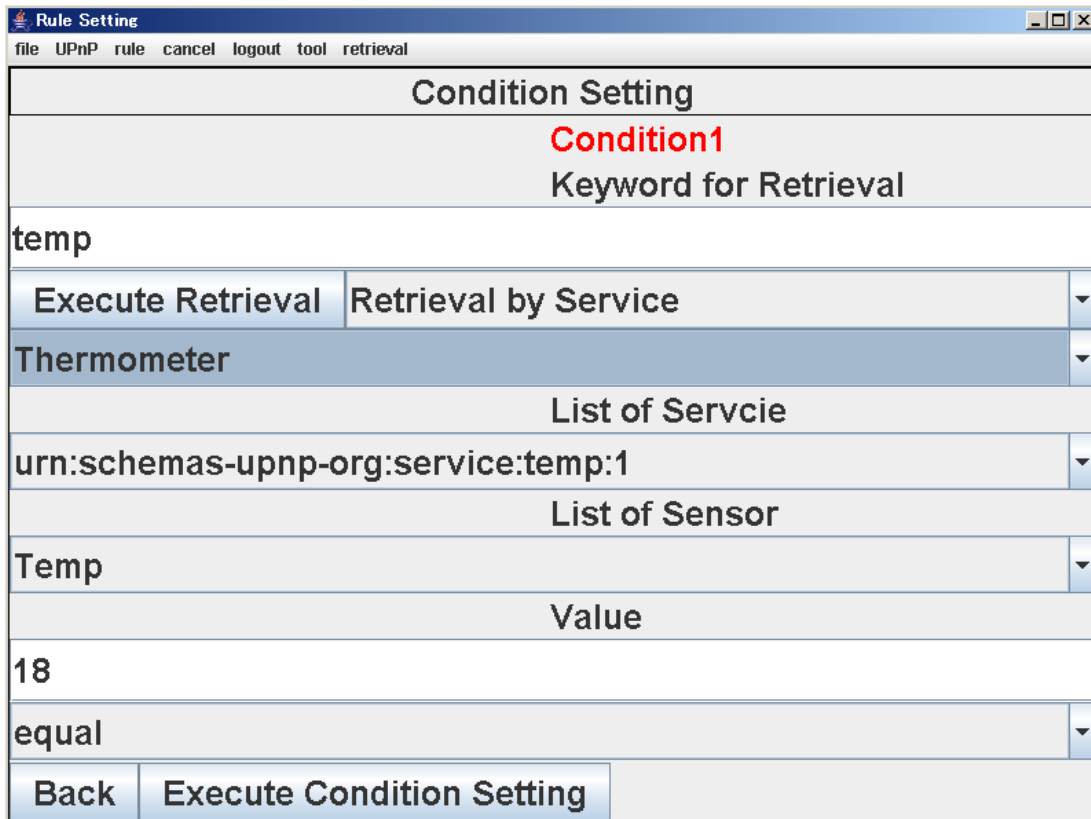 Rule Setting
file UPnP rule cancel logout tool retrieval
Condition Setting
Condition1
Keyword for Retrieval
temp
Execute Retrieval Retrieval by Service
Thermometer
List of Servcie
urn:schemas-upnp-org:service:temp:1
List of Sensor
Temp
Value
18
equal
Back Execute Condition Setting